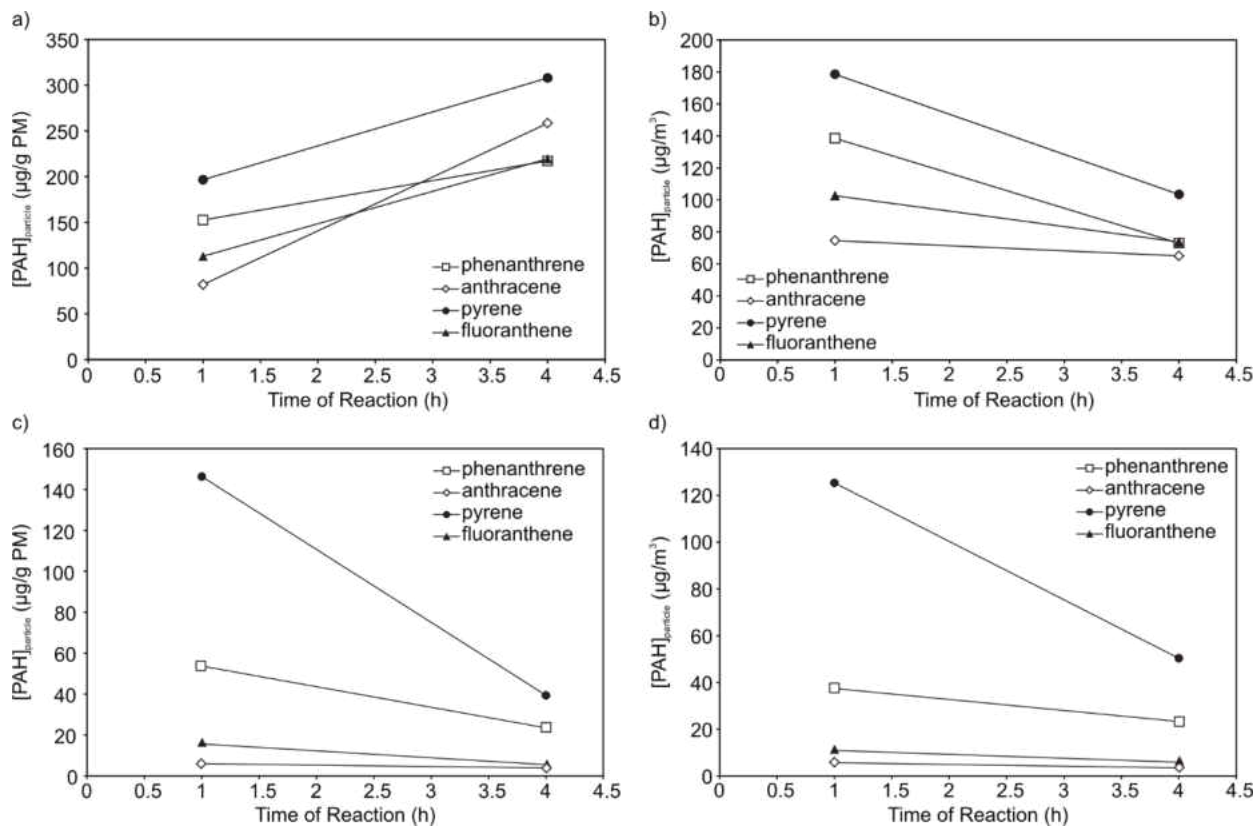 a)
350
300
250
200
150
100
50
0
[PAH]particle (µg/g PM)
phenanthrene
anthracene
pyrene
fluoranthene
0 0.5 1 1.5 2 2.5 3 3.5 4 4.5
Time of Reaction (h)
b)
200
180
160
140
120
100
80
60
40
20
0
[PAH]particle (µg/m³)
phenanthrene
anthracene
pyrene
fluoranthene
0 0.5 1 1.5 2 2.5 3 3.5 4 4.5
Time of Reaction (h)
c)
160
140
120
100
80
60
40
20
0
[PAH]particle (µg/g PM)
phenanthrene
anthracene
pyrene
fluoranthene
0 0.5 1 1.5 2 2.5 3 3.5 4 4.5
Time of Reaction (h)
d)
140
120
100
80
60
40
20
0
[PAH]particle (µg/m³)
phenanthrene
anthracene
pyrene
fluoranthene
0 0.5 1 1.5 2 2.5 3 3.5 4 4.5
Time of Reaction (h)